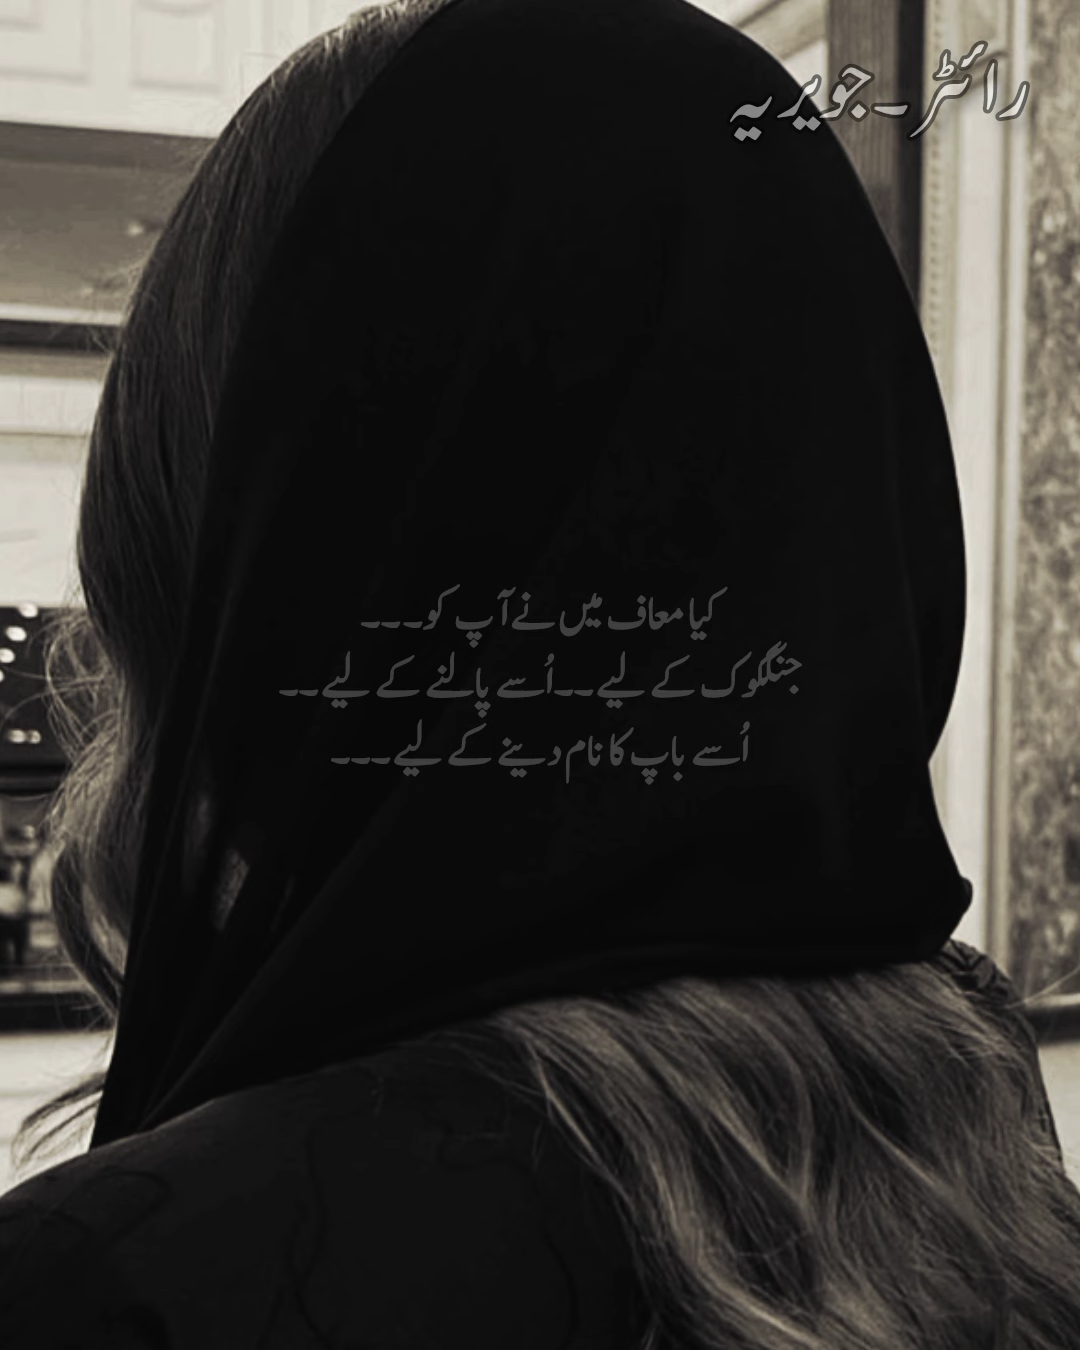 رائٹر۔جویریہ
کیا معاف میں نے آپ کو۔۔۔
جنگکوک کے لیے۔۔اُسے پالنے کے لیے۔۔
اُسے باپ کا نام دینے کے لیے۔۔۔